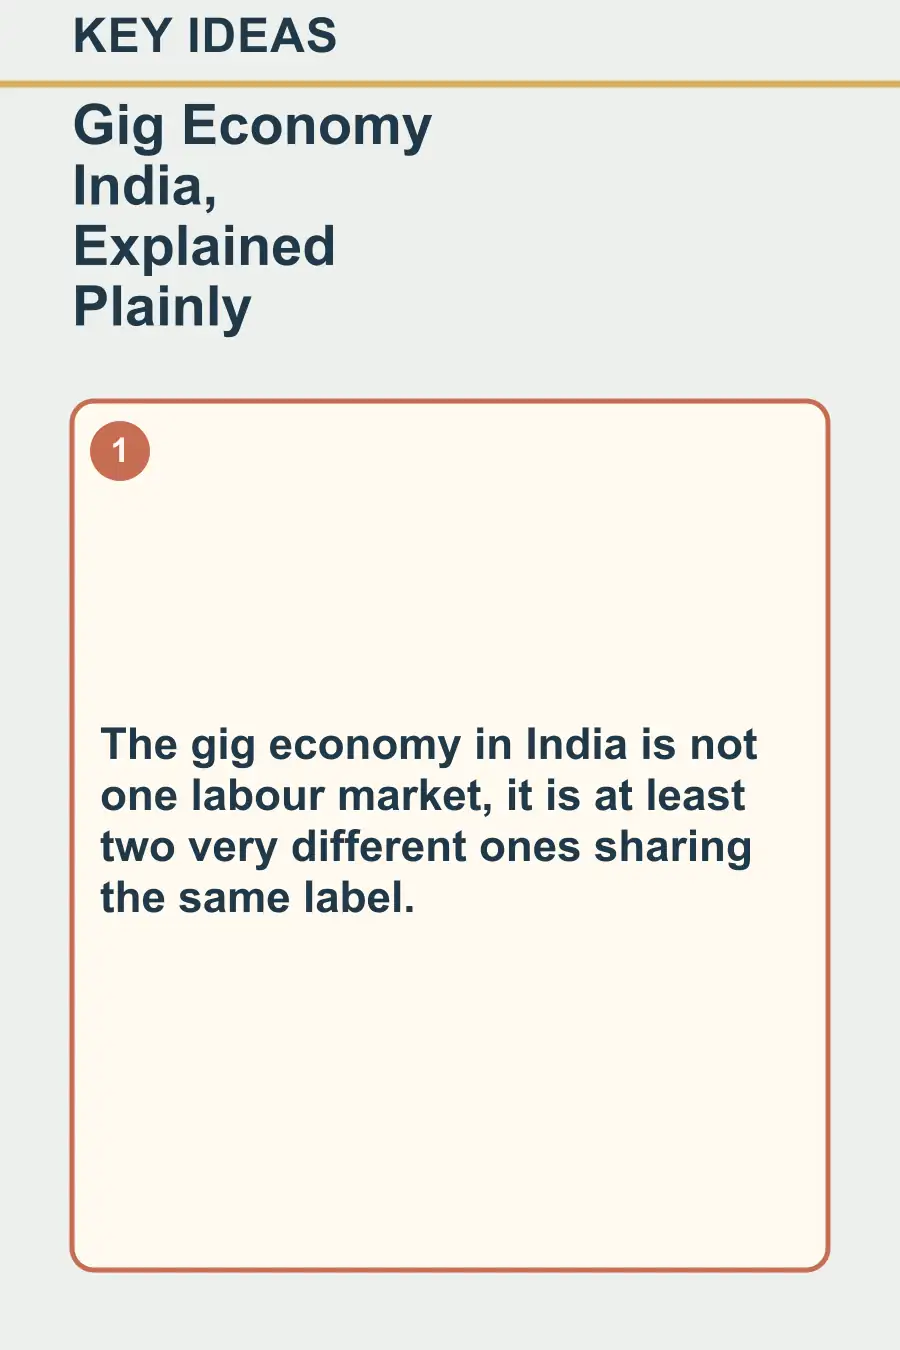 KEY IDEAS
Gig Economy
India,
Explained
Plainly
1
The gig economy in India is not
one labour market, it is at least
two very different ones sharing
the same label.